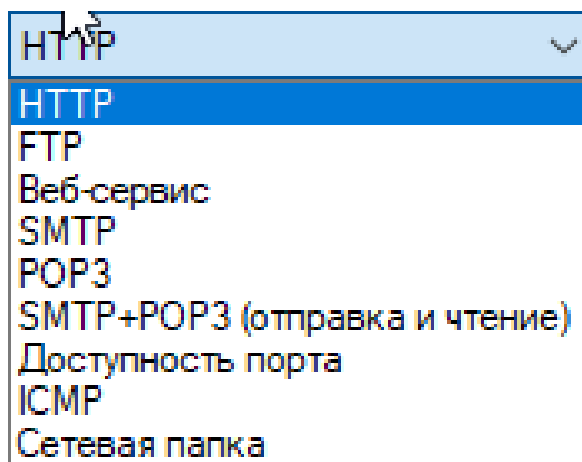 HTTP
HTTP
FTP
Веб-сервис
SMTP
POP3
SMTP+POP3 (отправка и чтение)
Доступность порта
ICMP
Сетевая папка